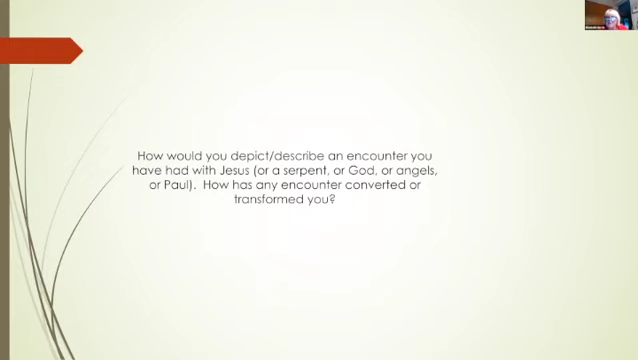 How would you depict/describe an encounter you
have had with Jesus (or a serpent, or God, or angels,
or Paul).  How has any encounter converted or
transformed you?